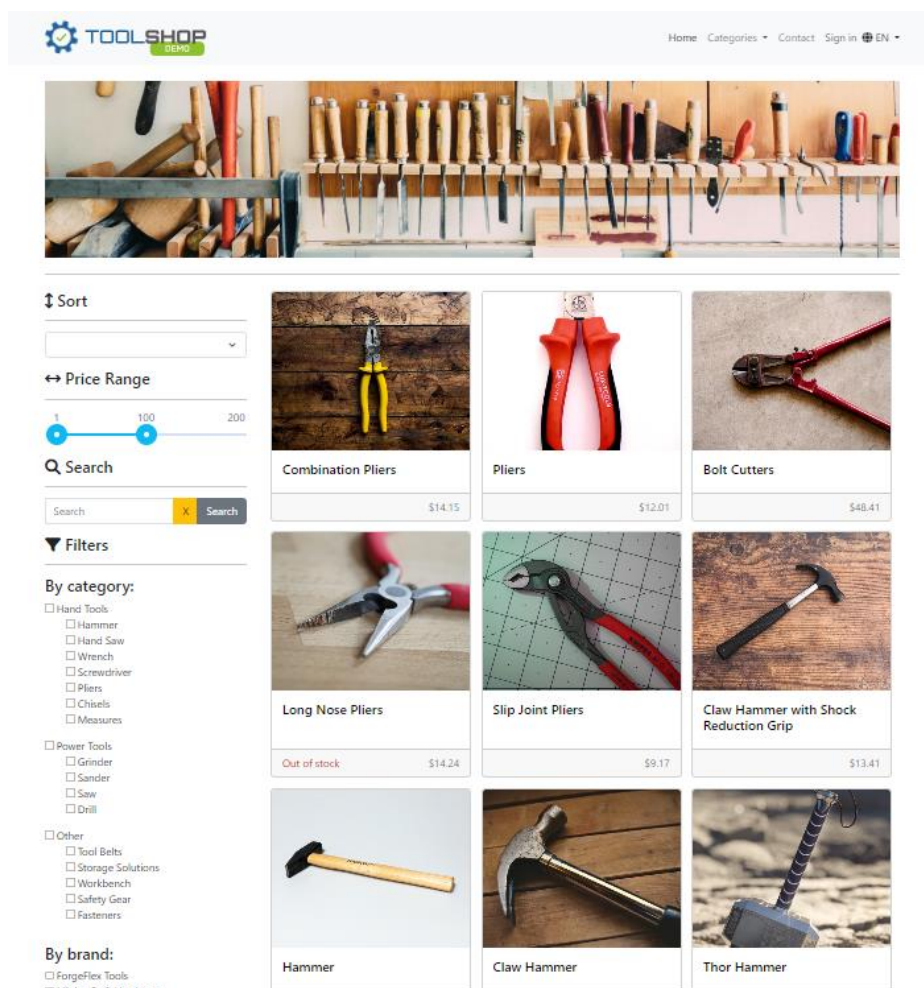 TOOLSHOP
DEMO
Home Categories Contact Sign in EN
Sort
Price Range
1 100 200
Search
Search X Search
Filters
By category:
Hand Tools
Hammer
Hand Saw
Wrench
Screwdriver
Pliers
Chisels
Measures
Power Tools
Grinder
Sander
Saw
Drill
Other
Tool Belts
Storage Solutions
Workbench
Safety Gear
Fasteners
By brand:
ForgeFlex Tools
Combination Pliers
$14.15
Pliers
$12.01
Bolt Cutters
$48.41
Long Nose Pliers
Out of stock $14.24
Slip Joint Pliers
$9.17
Claw Hammer with Shock
Reduction Grip
$13.41
Hammer
Claw Hammer
Thor Hammer